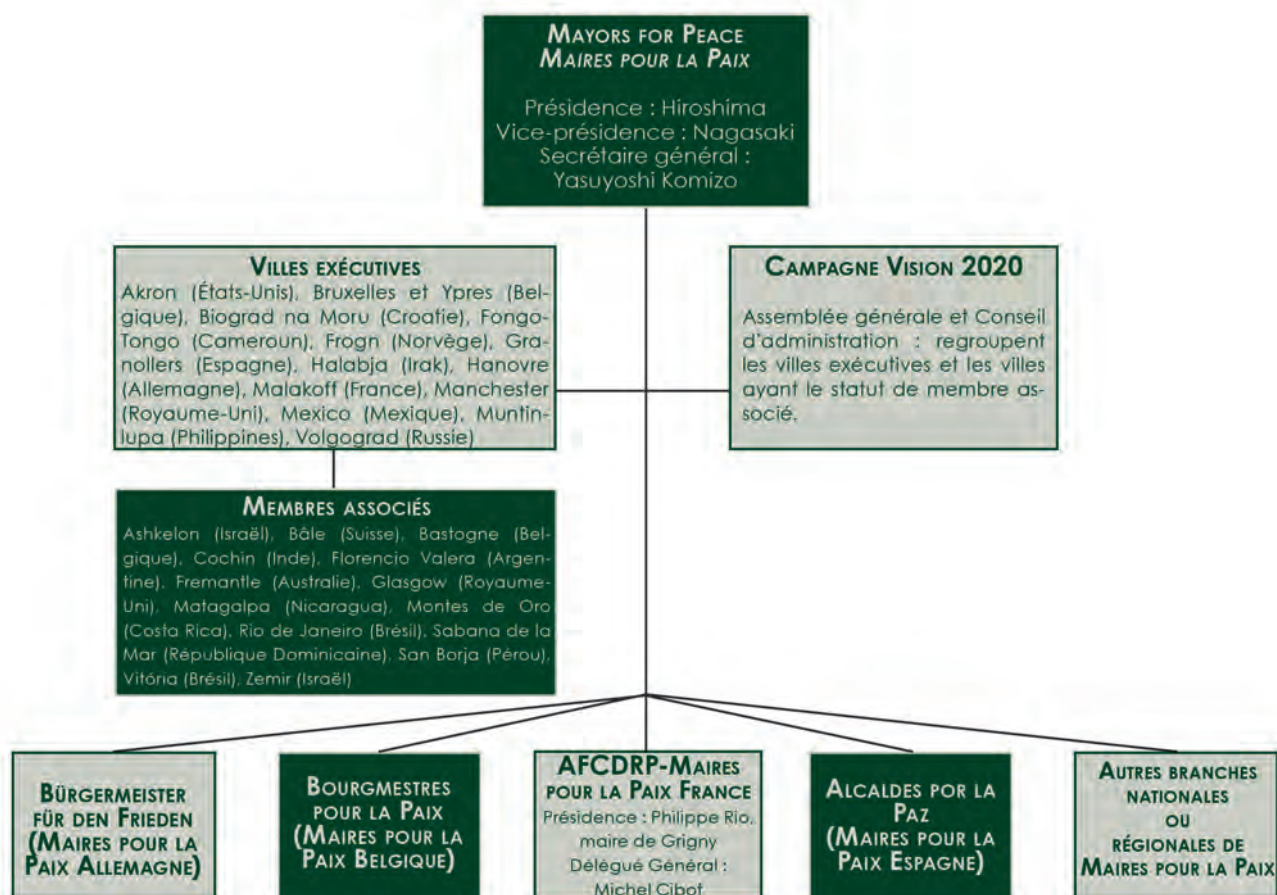 Mayors for Peace
Maires pour la Paix
Présidence : Hiroshima
Vice-présidence : Nagasaki
Secrétaire général :
Yasuyoshi Komizo
Villes exécutives
Akron (États-Unis), Bruxelles et Ypres (Bel-
gique), Biograd na Moru (Croatie), Fongo-
Tongo (Cameroun), Frogn (Norvège), Gra-
nollers (Espagne), Halabja (Irak), Hanovre
(Allemagne), Malakoff (France), Manchester
(Royaume-Uni), Mexico (Mexique), Muntin-
lupa (Philippines), Volgograd (Russie)
Campagne Vision 2020
Assemblée générale et Conseil
d'administration : regroupent
les villes exécutives et les villes
ayant le statut de membre as-
socié.
Membres associés
Ashkelon (Israël), Bâle (Suisse), Bastogne (Bel-
gique), Cochin (Inde), Florencio Valera (Argen-
tine), Fremantle (Australie), Glasgow (Royaume-
Uni), Matagalpa (Nicaragua), Montes de Oro
(Costa Rica), Rio de Janeiro (Brésil), Sabana de la
Mar (République Dominicaine), San Borja (Pérou),
Vitória (Brésil), Zemir (Israël)
Bürgermeister
für den Frieden
(Maires pour la
Paix Allemagne)
Bourgmestres
pour la Paix
(Maires pour la
Paix Belgique)
AFCDRP-Maires
pour la Paix France
Présidence : Philippe Rio,
maire de Grigny
Délégué Général :
Michel Cibot
Alcaldes por la
Paz
(Maires pour la
Paix Espagne)
Autres branches
nationales
ou
régionales de
Maires pour la Paix